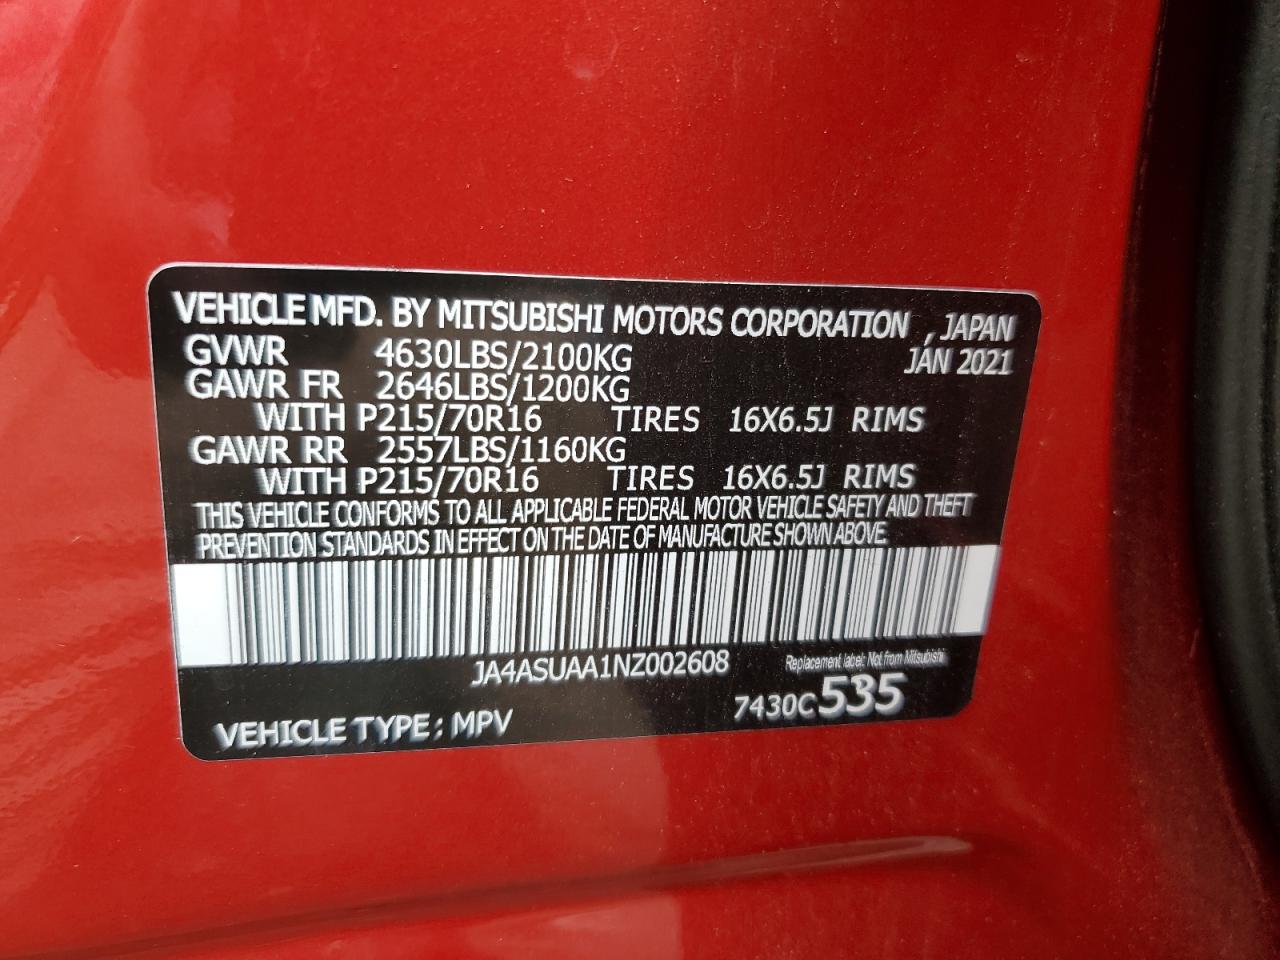 VEHICLE MFD. BY MITSUBISHI MOTORS CORPORATION , JAPAN
GVWR 4630LBS/2100KG JAN 2021
GAWR FR 2646LBS/1200KG
WITH P215/70R16 TIRES 16X6.5J RIMS
GAWR RR 2557LBS/1160KG
WITH P215/70R16 TIRES 16X6.5J RIMS
THIS VEHICLE CONFORMS TO ALL APPLICABLE FEDERAL MOTOR VEHICLE SAFETY AND THEFT
PREVENTION STANDARDS IN EFFECT ON THE DATE OF MANUFACTURE SHOWN ABOVE.
JA4ASUAA1NZ002608 Replacement label: Not from Mitsubishi
7430C535
VEHICLE TYPE: MPV